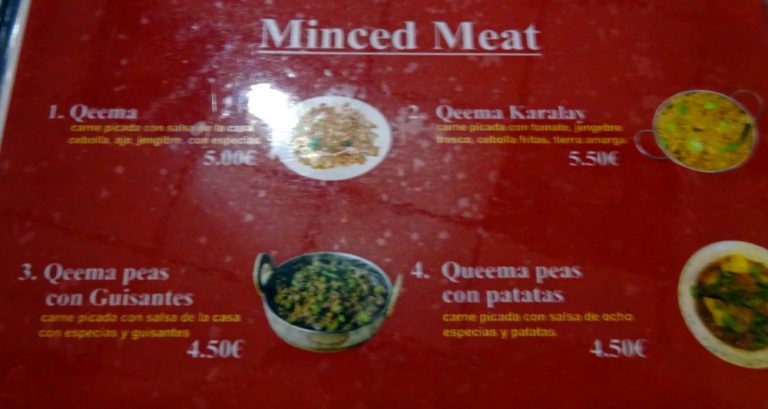 Minced Meat
1. Qeema
carne picada con salsa de la casa
cebolla, ajo, jengibre, con especias
5.00€
2. Qeema Karalay
carne picada con tomate, jengebre
fresco, cebolla fritas, tierra amarga
5.50€
3. Qeema peas
con Guisantes
carne picada con salsa de la casa
con especias y guisantes
4.50€
4. Queema peas
con patatas
carne picada con salsa de ocho
especias y patatas.
4.50€